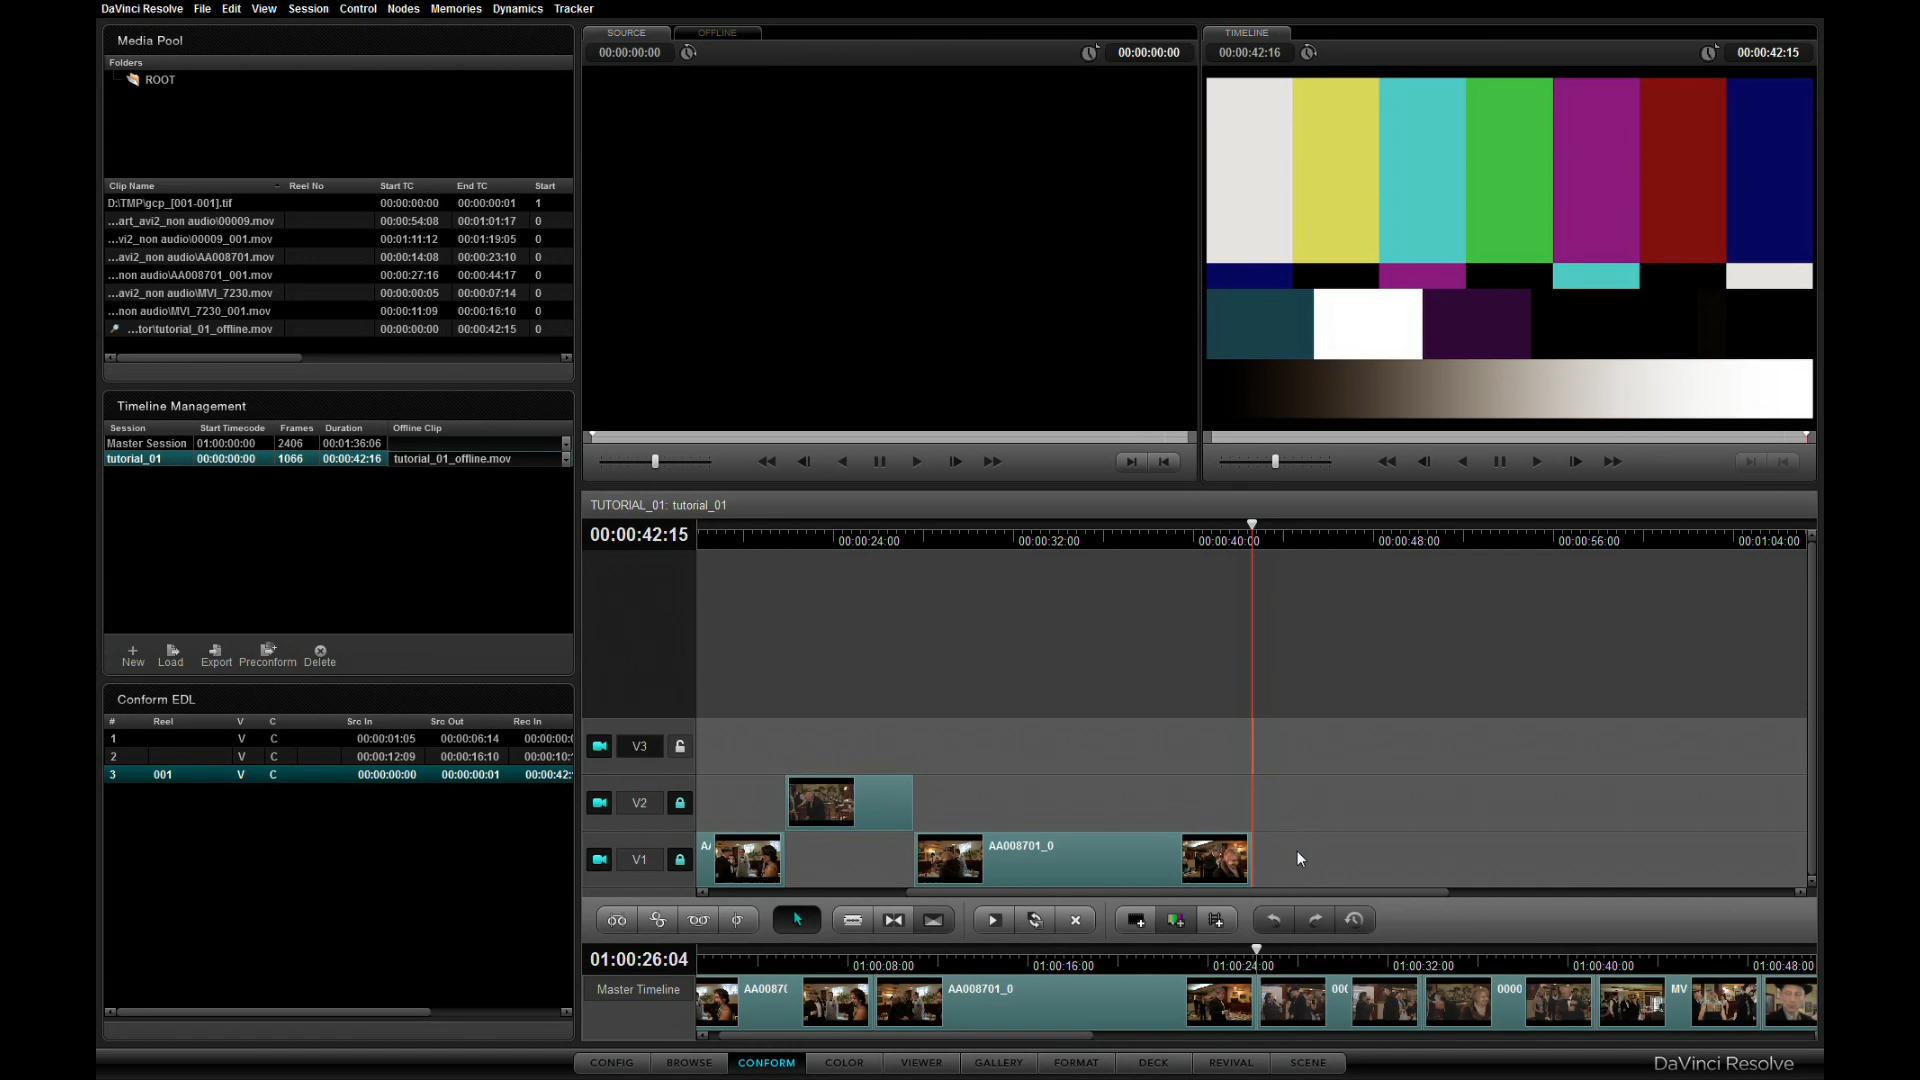 DaVinci Resolve File Edit View Session Control Nodes Memories Dynamics Tracker
Media Pool
Folders
ROOT
Clip Name Reel No Start TC End TC Start
D:\TMP\gcp_[001-001].tif 00:00:00:00 00:00:00:01 1
...art_avi2_non audio\00009.mov 00:00:54:08 00:01:01:17 0
...vi2_non audio\00009_001.mov 00:01:11:12 00:01:19:05 0
...avi2_non audio\AA008701.mov 00:00:14:08 00:00:23:10 0
...non audio\AA008701_001.mov 00:00:27:16 00:00:44:17 0
...avi2_non audio\MVI_7230.mov 00:00:00:05 00:00:07:14 0
...non audio\MVI_7230_001.mov 00:00:11:09 00:00:16:10 0
...tor\tutorial_01_offline.mov 00:00:00:00 00:00:42:15 0
SOURCE OFFLINE
00:00:00:00 00:00:00:00
TIMELINE
00:00:42:16 00:00:42:15
Timeline Management
Session Start Timecode Frames Duration Offline Clip
Master Session 01:00:00:00 2406 00:01:36:06
tutorial_01 00:00:00:00 1066 00:00:42:16 tutorial_01_offline.mov
New Load Export Preconform Delete
Conform EDL
# Reel V C Src In Src Out Rec In
1 V C 00:00:01:05 00:00:06:14 00:00:00:
2 V C 00:00:12:09 00:00:16:10 00:00:10:
3 001 V C 00:00:00:00 00:00:00:01 00:00:42:
TUTORIAL_01: tutorial_01
00:00:42:15
00:00:24:00 00:00:32:00 00:00:40:00 00:00:48:00 00:00:56:00 00:01:04:00
V3
V2
V1 AA008701_0
01:00:26:04
01:00:08:00 01:00:16:00 01:00:24:00 01:00:32:00 01:00:40:00 01:00:48:00
Master Timeline AA0087( AA008701_0 0000 MV
CONFIG BROWSE CONFORM COLOR VIEWER GALLERY FORMAT DECK REVIVAL SCENE
DaVinci Resolve